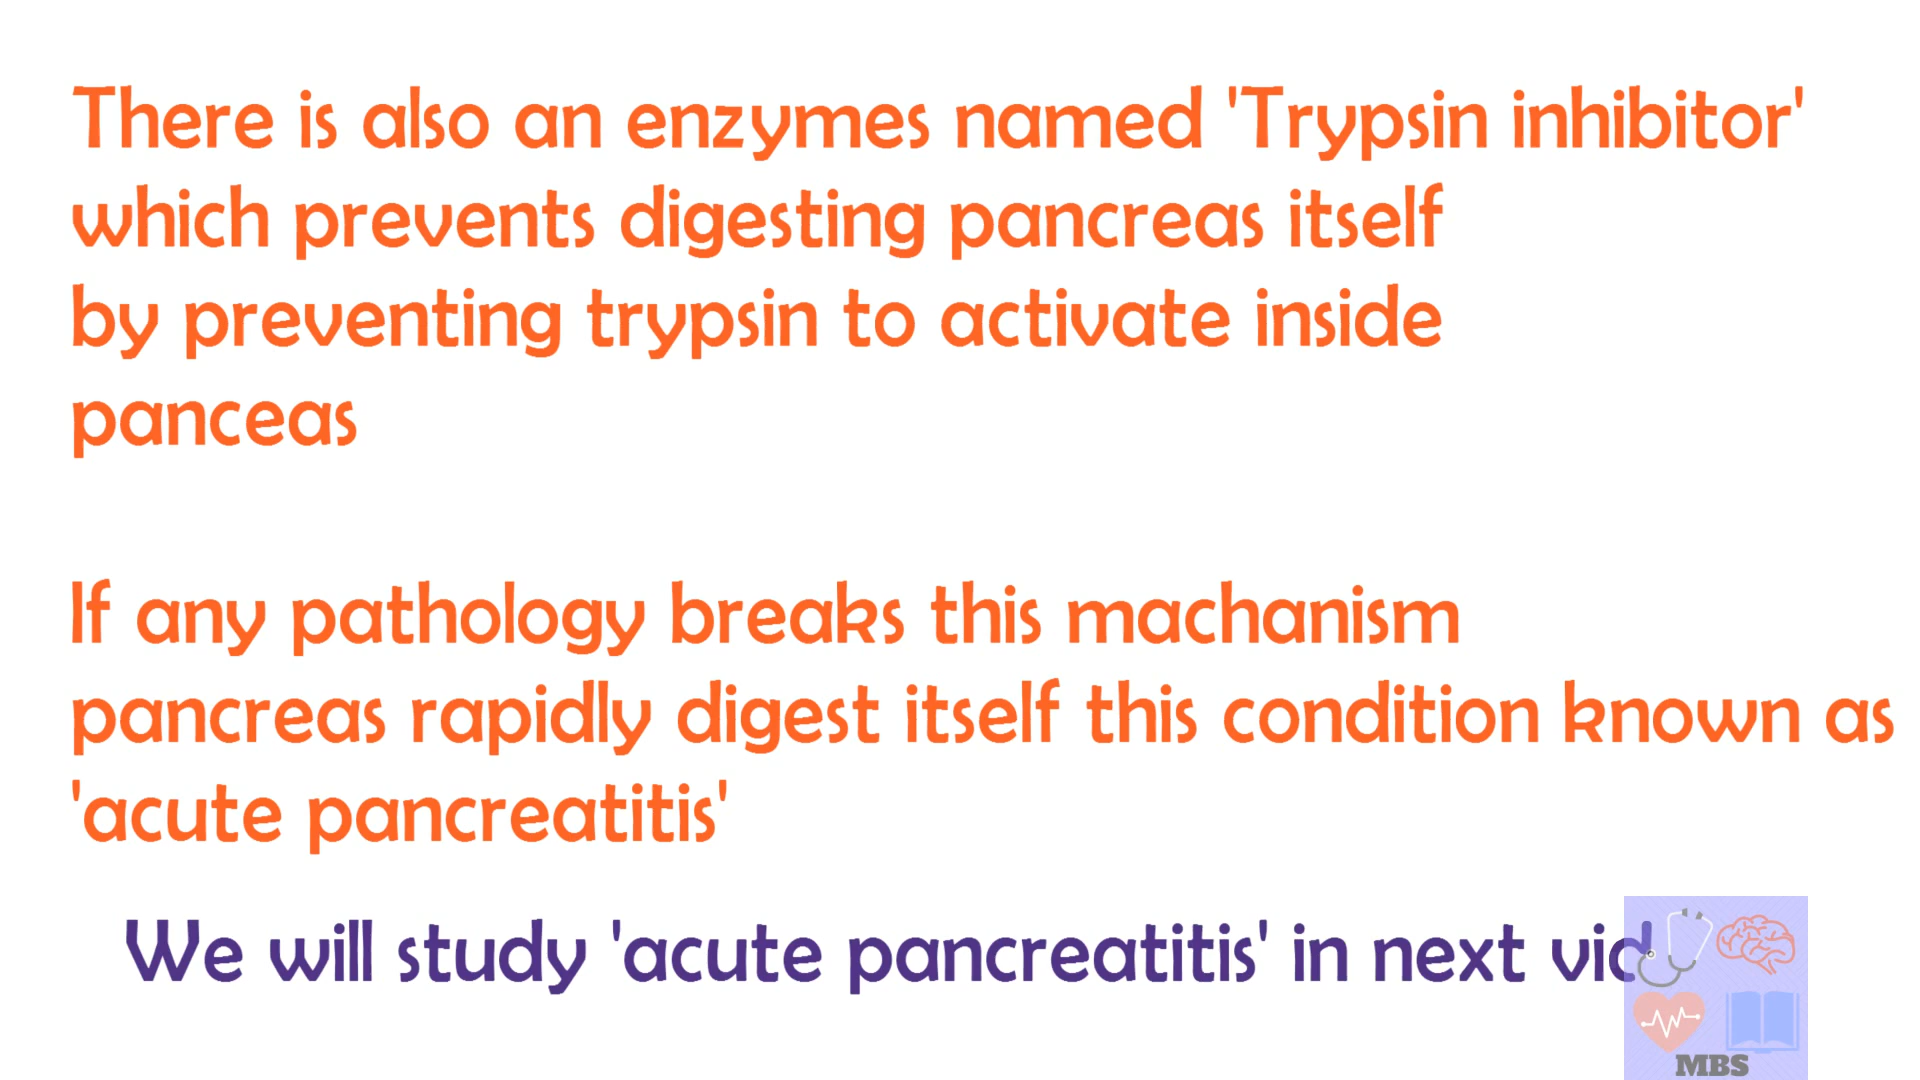 There is also an enzymes named 'Trypsin inhibitor'
which prevents digesting pancreas itself
by preventing trypsin to activate inside
panceas
If any pathology breaks this machanism
pancreas rapidly digest itself this condition known as
'acute pancreatitis'
We will study 'acute pancreatitis' in next vid
MBS